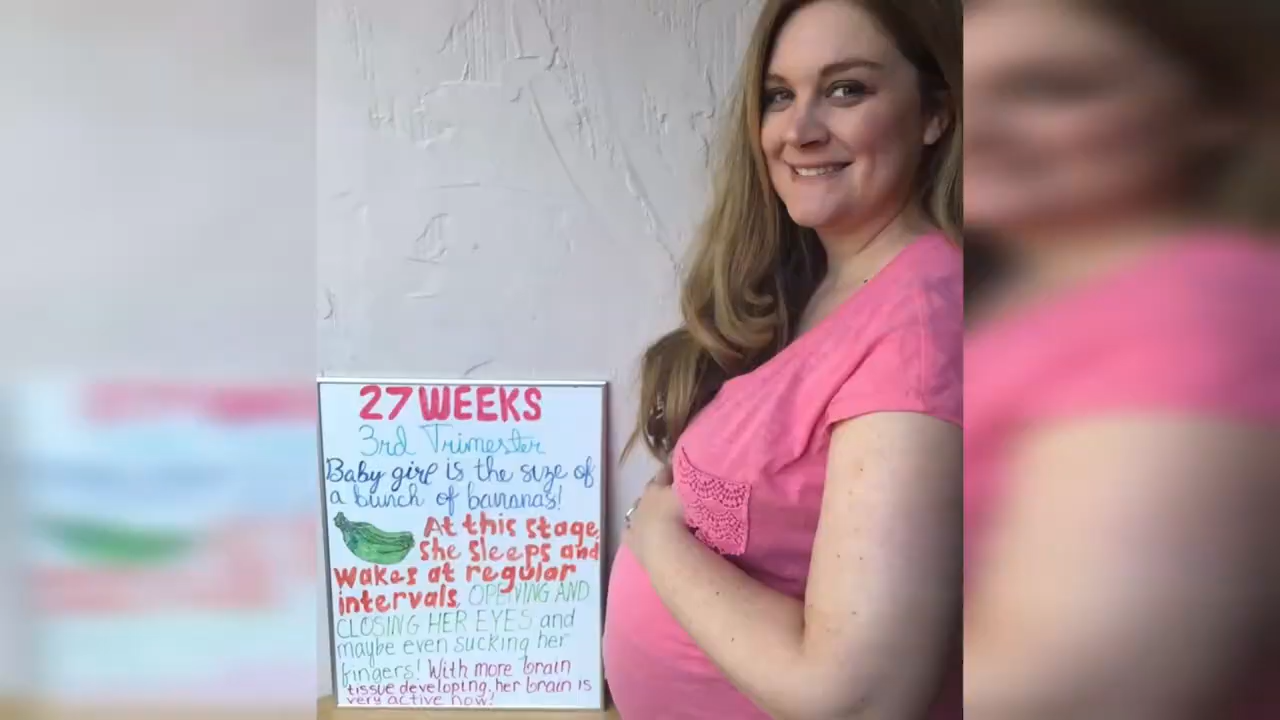 27 WEEKS
3rd Trimester
Baby girl is the size of
a bunch of bananas!
At this stage,
she sleeps and
wakes at regular
intervals, OPENING AND
CLOSING HER EYES and
maybe even sucking her
fingers! With more brain
tissue developing, her brain is
very active now!